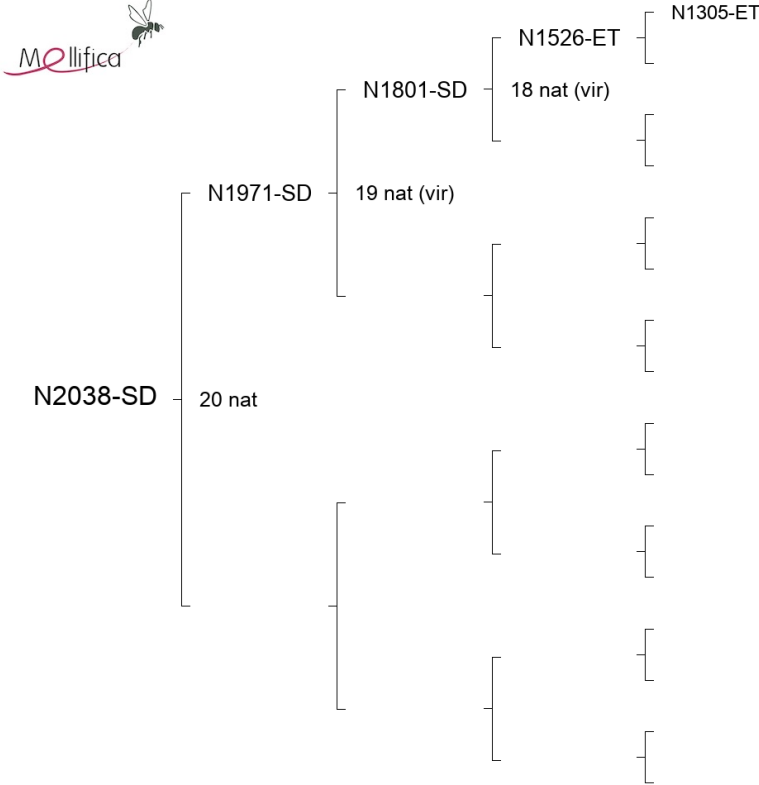 Mellifica
N1305-ET
N1526-ET
N1801-SD
18 nat (vir)
N1971-SD
19 nat (vir)
N2038-SD
20 nat